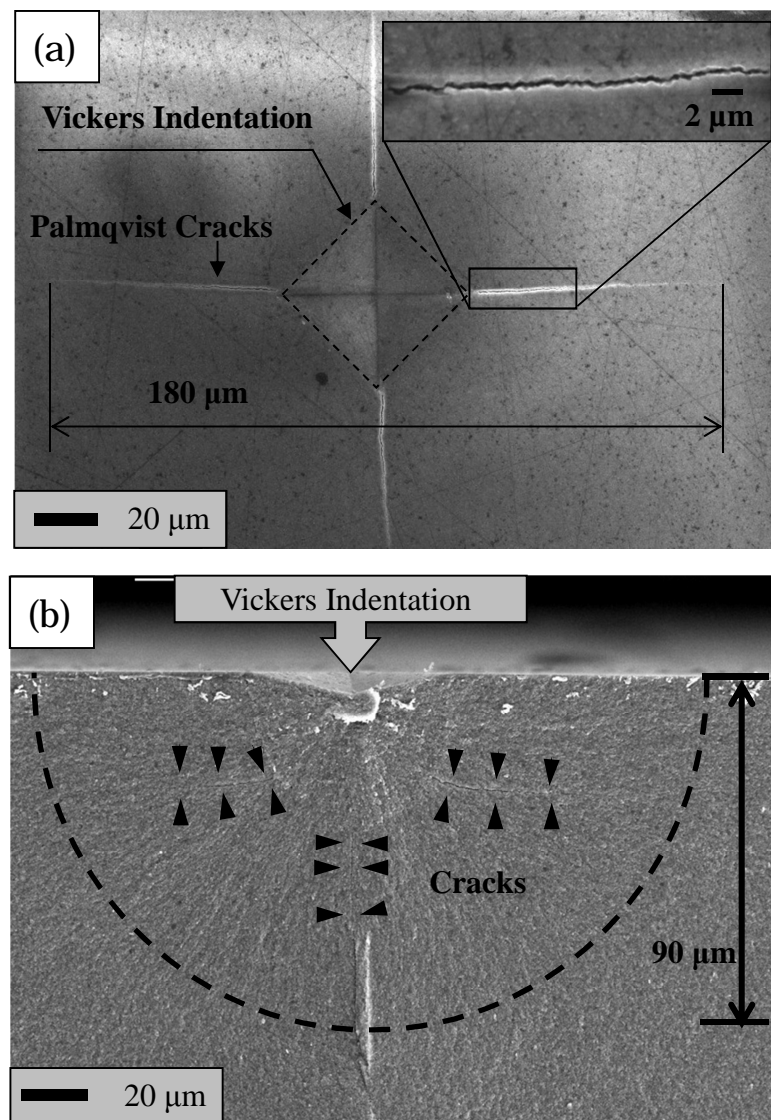 (a)
Vickers Indentation
2 μm
Palmqvist Cracks
180 μm
20 μm
(b)
Vickers Indentation
Cracks
90 μm
20 μm